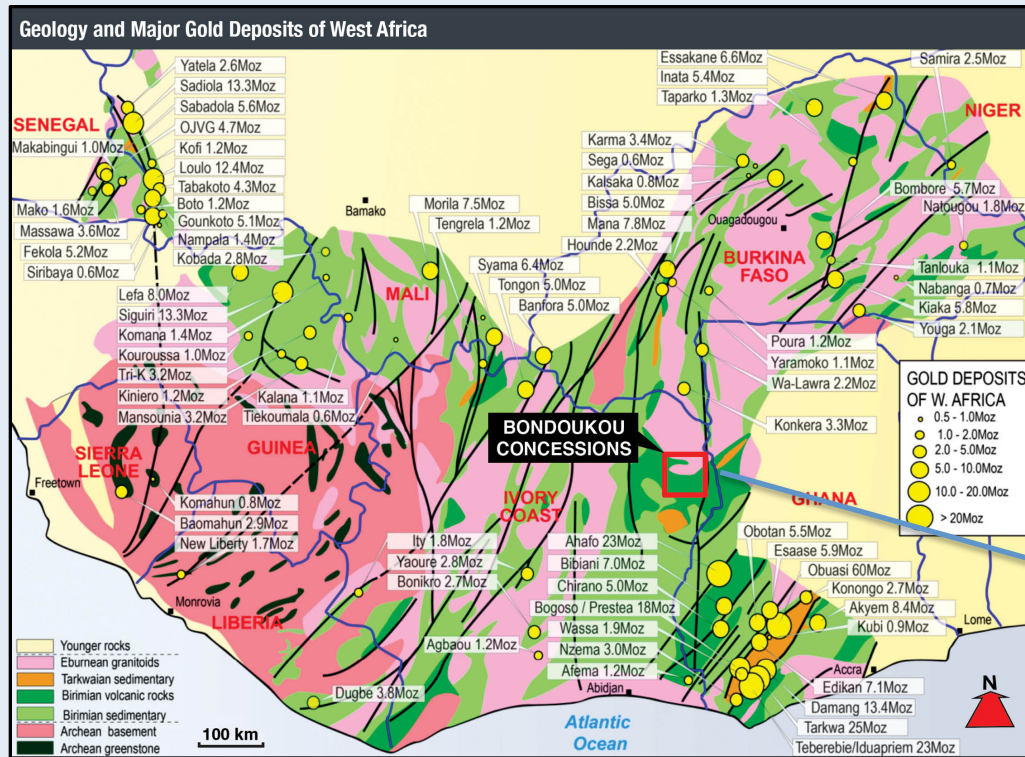 Geology and Major Gold Deposits of West Africa
Yatela 2.6Moz
Sadiola 13.3Moz
Sabadola 5.6Moz
OJVG 4.7Moz
Kofi 1.2Moz
Loulo 12.4Moz
Tabakoto 4.3Moz
Boto 1.2Moz
Gounkoto 5.1Moz
Nampala 1.4Moz
Kobada 2.8Moz
SENEGAL
Makabingui 1.0Moz
Mako 1.6Moz
Massawa 3.6Moz
Fekola 5.2Moz
Siribaya 0.6Moz
Lefa 8.0Moz
Siguiri 13.3Moz
Komana 1.4Moz
Kouroussa 1.0Moz
Tri-K 3.2Moz
Kiniero 1.2Moz
Mansounia 3.2Moz
Kalana 1.1Moz
Tiekoumala 0.6Moz
Bamako
MALI
Morila 7.5Moz
Tengrela 1.2Moz
Syama 6.4Moz
Tongon 5.0Moz
Banfora 5.0Moz
Essakane 6.6Moz
Inata 5.4Moz
Taparko 1.3Moz
Samira 2.5Moz
NIGER
Karma 3.4Moz
Sega 0.6Moz
Kalsaka 0.8Moz
Bissa 5.0Moz
Mana 7.8Moz
Hounde 2.2Moz
Ouagadougou
BURKINA
FASO
Bombore 5.7Moz
Natougou 1.8Moz
Tanlouka 1.1Moz
Nabanga 0.7Moz
Kiaka 5.8Moz
Youga 2.1Moz
Poura 1.2Moz
Yaramoko 1.1Moz
Wa-Lawra 2.2Moz
Konkera 3.3Moz
GOLD DEPOSITS
OF W. AFRICA
0.5 - 1.0Moz
1.0 - 2.0Moz
2.0 - 5.0Moz
5.0 - 10.0Moz
10.0 - 20.0Moz
> 20Moz
BONDOUKOU
CONCESSIONS
SIERRA
LEONE
Freetown
GUINEA
IVORY
COAST
GHANA
Komahun 0.8Moz
Baomahun 2.9Moz
New Liberty 1.7Moz
Monrovia
LIBERIA
Ity 1.8Moz
Yaoure 2.8Moz
Bonikro 2.7Moz
Agbaou 1.2Moz
Dugbe 3.8Moz
Ahafo 23Moz
Bibiani 7.0Moz
Chirano 5.0Moz
Bogoso / Prestea 18Moz
Wassa 1.9Moz
Nzema 3.0Moz
Afema 1.2Moz
Abidjan
Obotan 5.5Moz
Esaase 5.9Moz
Obuasi 60Moz
Konongo 2.7Moz
Akyem 8.4Moz
Kubi 0.9Moz
Lome
Accra
Edikan 7.1Moz
Damang 13.4Moz
Tarkwa 25Moz
Teberebie/Iduapriem 23Moz
Atlantic
Ocean
N
Younger rocks
Eburnean granitoids
Tarkwaian sedimentary
Birimian volcanic rocks
Birimian sedimentary
Archean basement
Archean greenstone
100 km